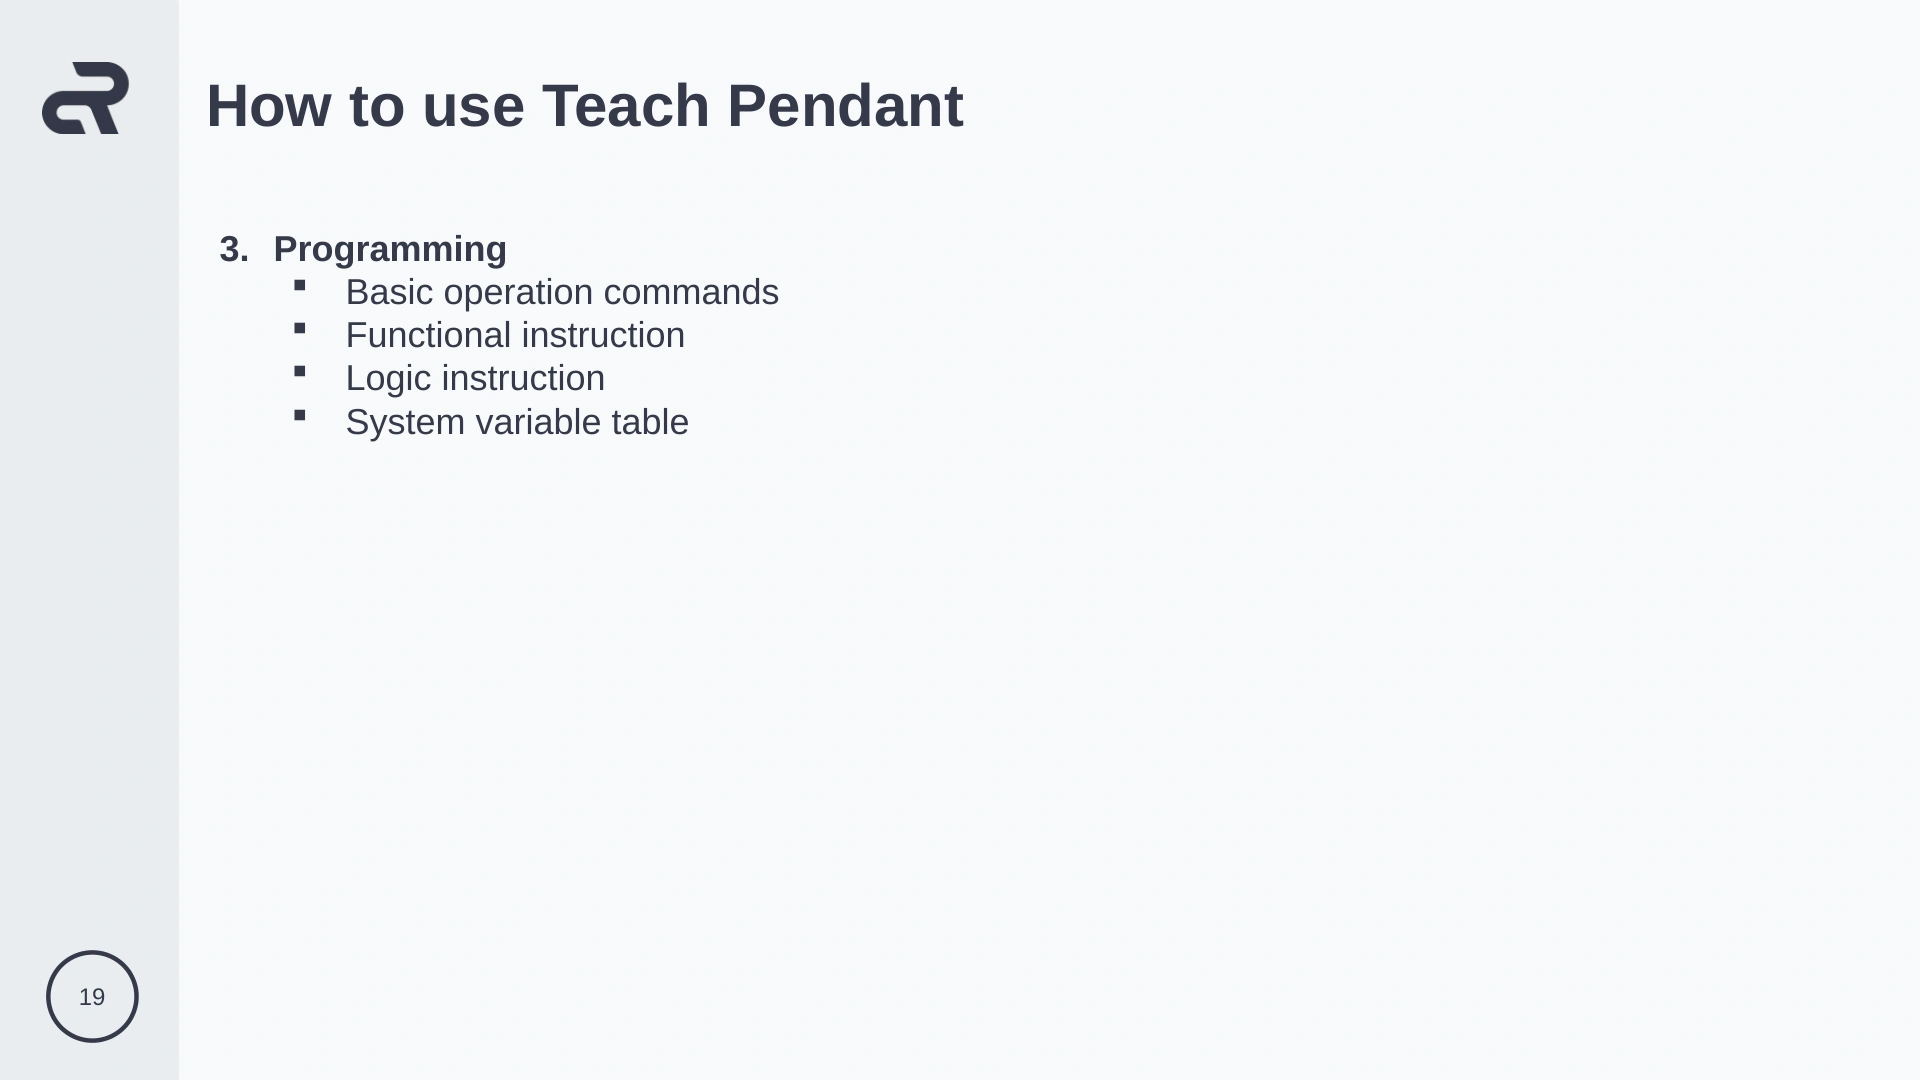 How to use Teach Pendant
3. Programming
▪ Basic operation commands
▪ Functional instruction
▪ Logic instruction
▪ System variable table
19